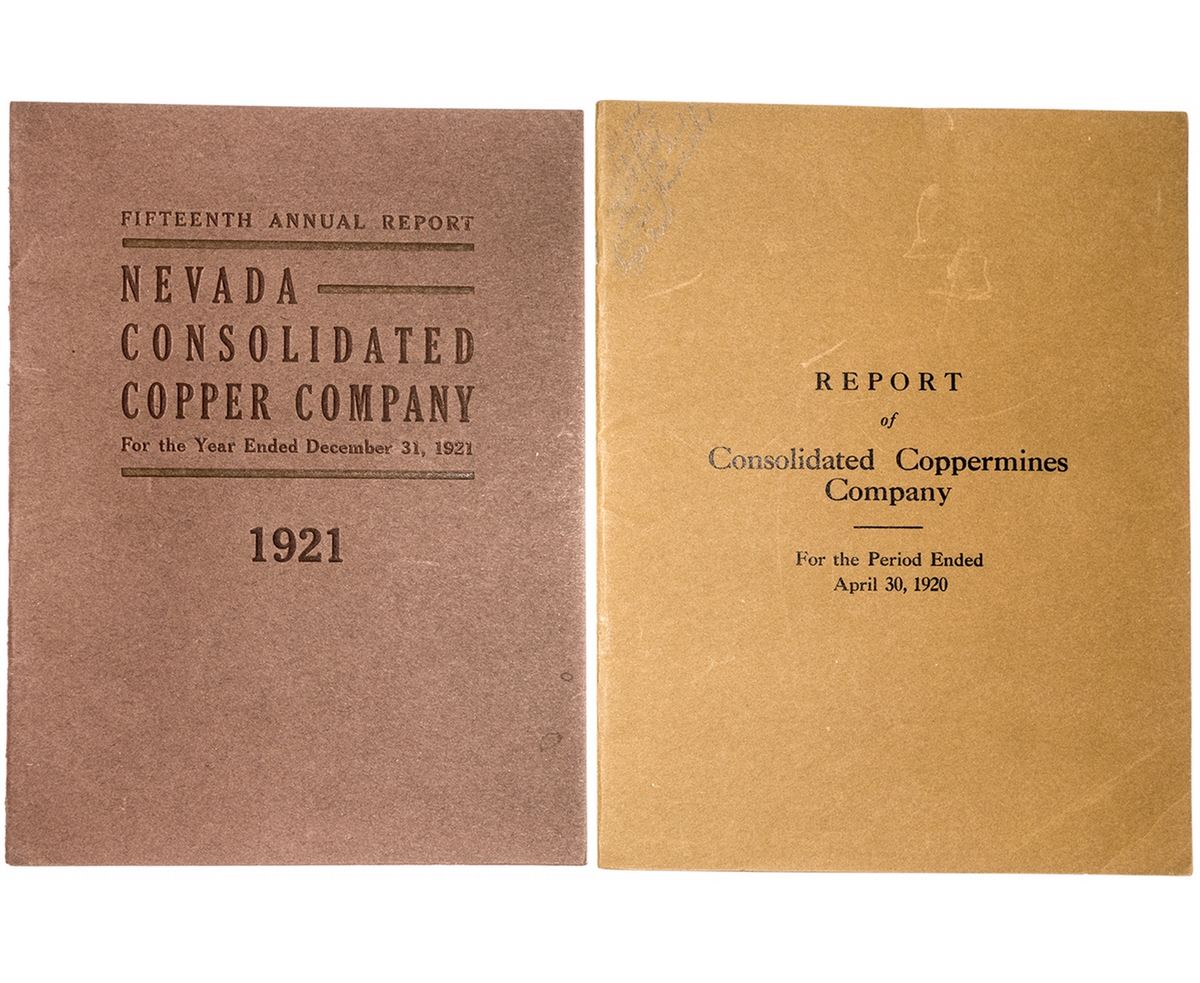 FIFTEENTH ANNUAL REPORT
NEVADA
CONSOLIDATED
COPPER COMPANY
For the Year Ended December 31, 1921
1921
REPORT
of
Consolidated Coppermines
Company
For the Period Ended
April 30, 1920